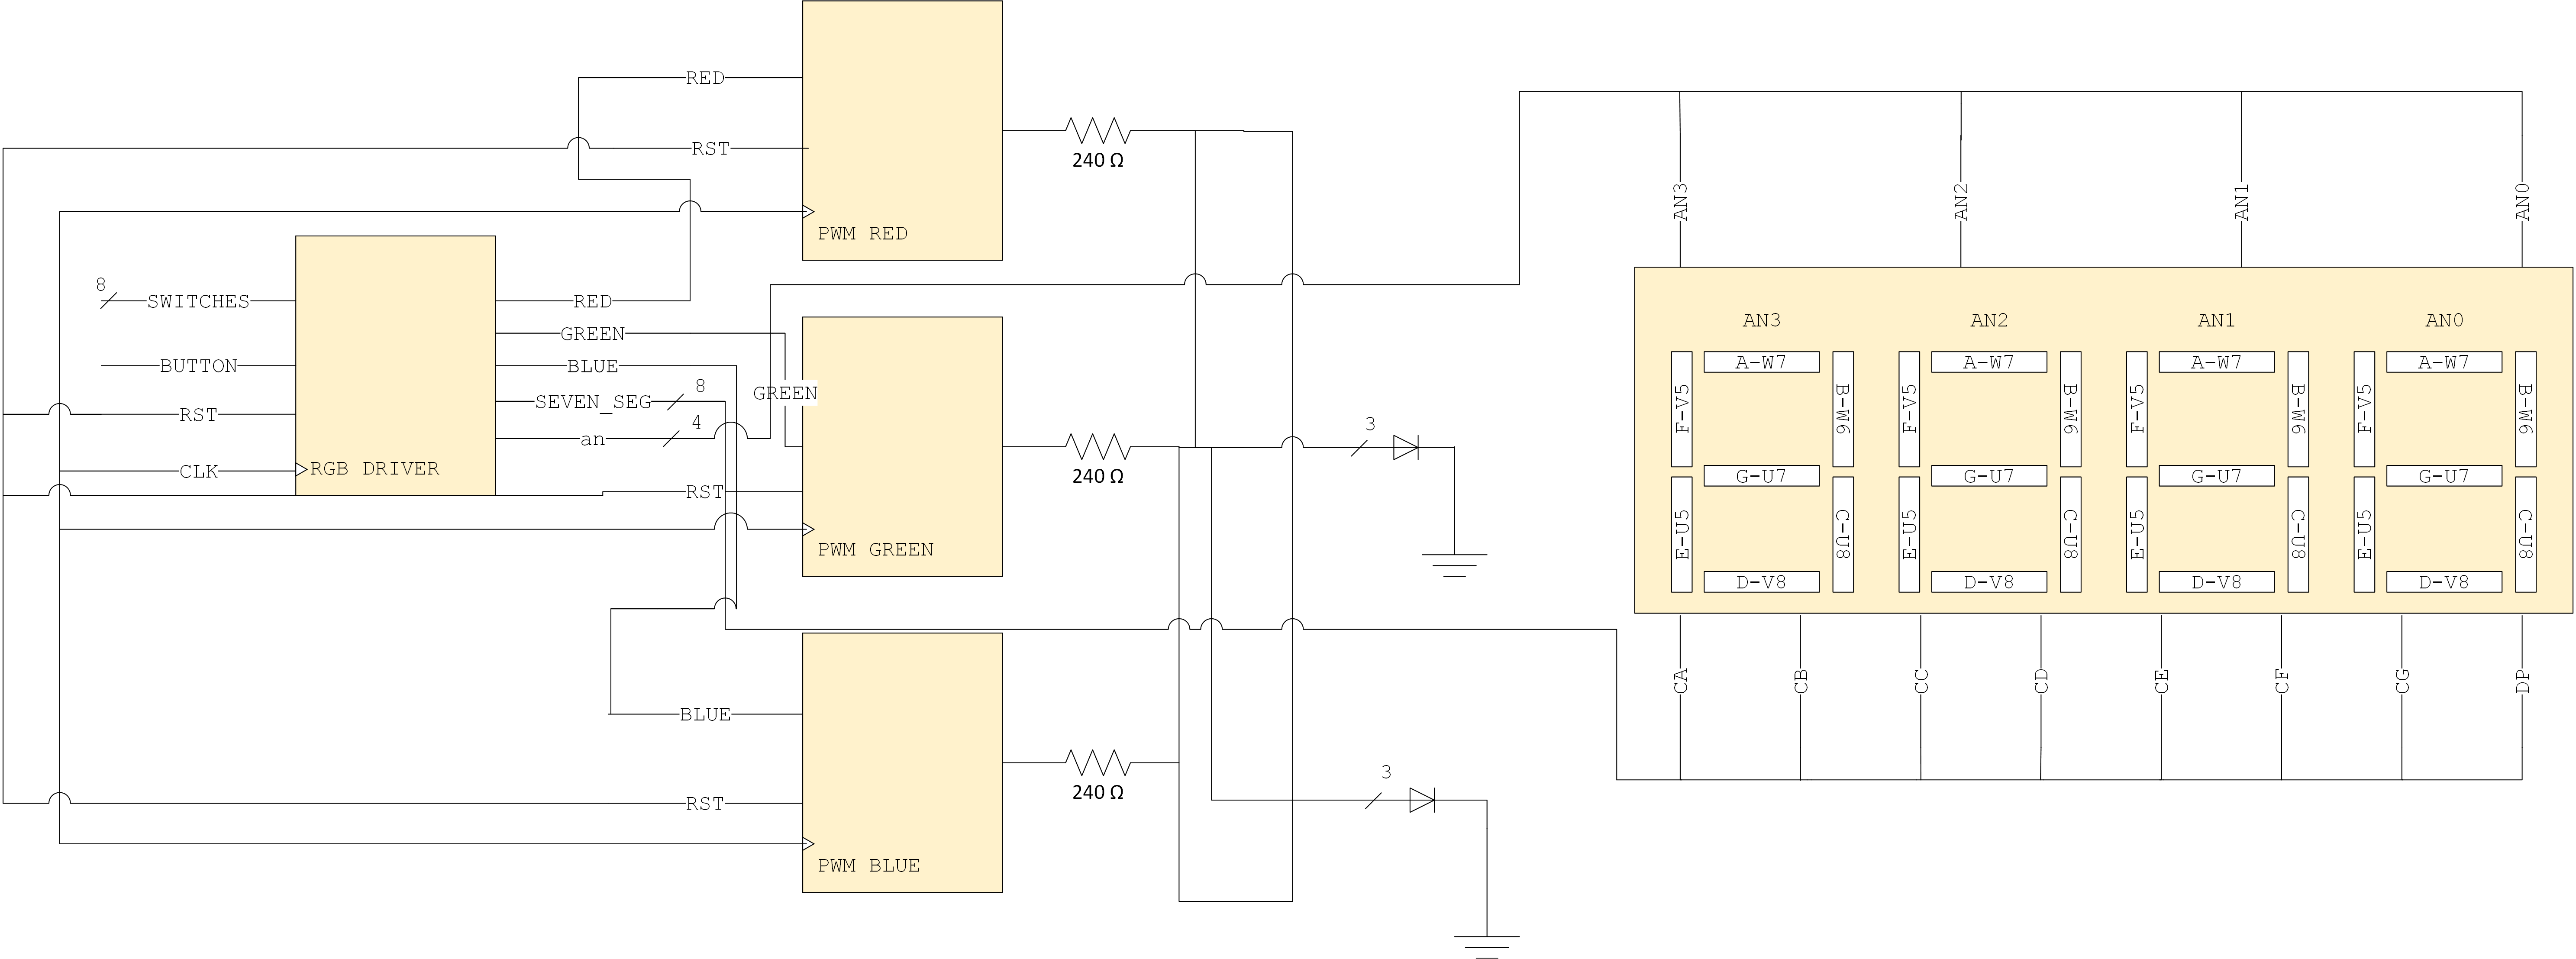 RED
RST
PWM RED
240 Ω
8
SWITCHES
BUTTON
RST
CLK
RGB DRIVER
RED
GREEN
BLUE
SEVEN_SEG
8
an
4
GREEN
RST
PWM GREEN
240 Ω
3
BLUE
RST
PWM BLUE
240 Ω
3
AN3
AN2
AN1
AN0
AN3
AN2
AN1
AN0
F-V5
A-W7
B-W6
G-U7
E-U5
C-U8
D-V8
F-V5
A-W7
B-W6
G-U7
E-U5
C-U8
D-V8
F-V5
A-W7
B-W6
G-U7
E-U5
C-U8
D-V8
F-V5
A-W7
B-W6
G-U7
E-U5
C-U8
D-V8
CA
CB
CC
CD
CE
CF
CG
DP